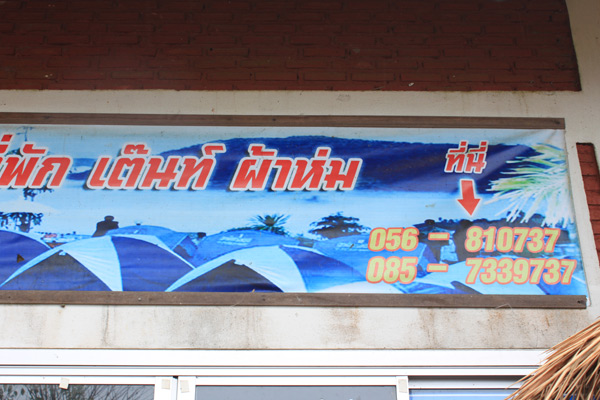 ี่พัก เต๊นท์ ผ้าห่ม
ที่นี่
056 - 810737
085 - 7339737